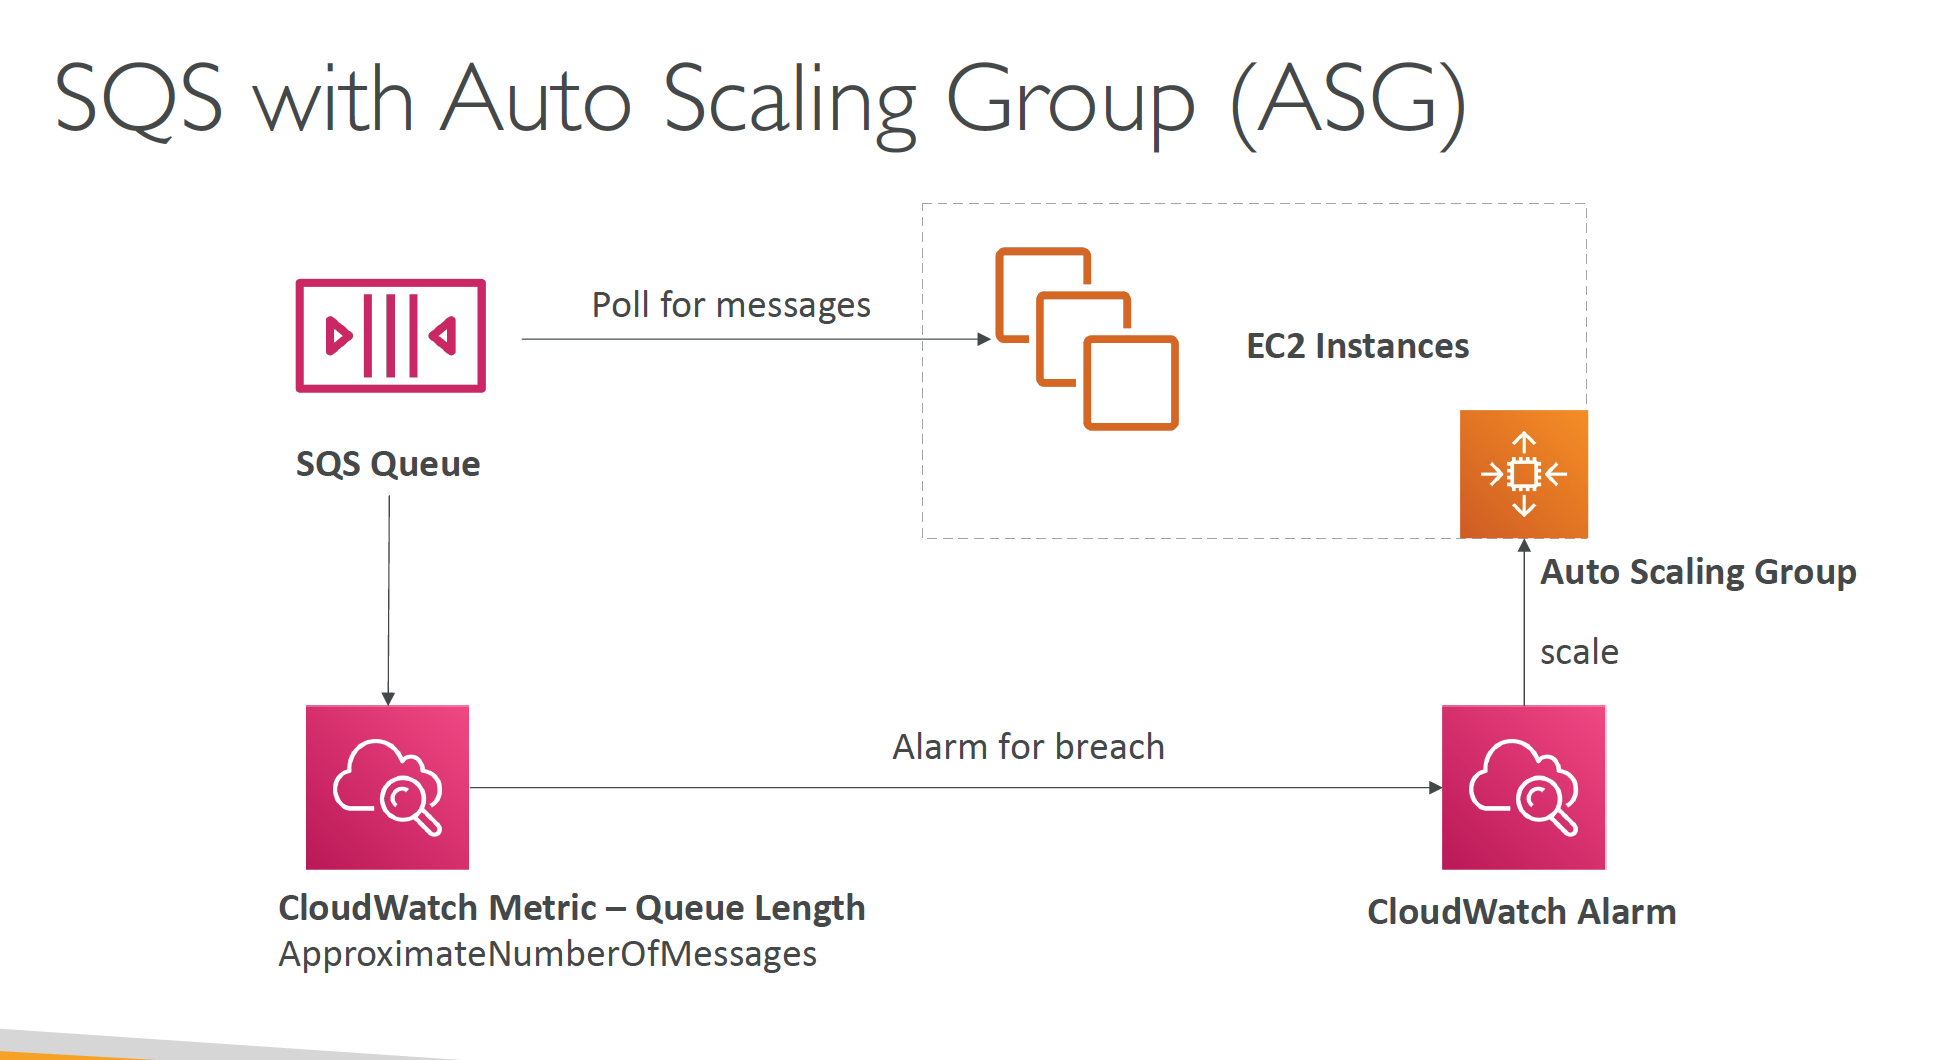 SQS with Auto Scaling Group (ASG)
Poll for messages
EC2 Instances
SQS Queue
Auto Scaling Group
scale
Alarm for breach
CloudWatch Metric – Queue Length
ApproximateNumberOfMessages
CloudWatch Alarm